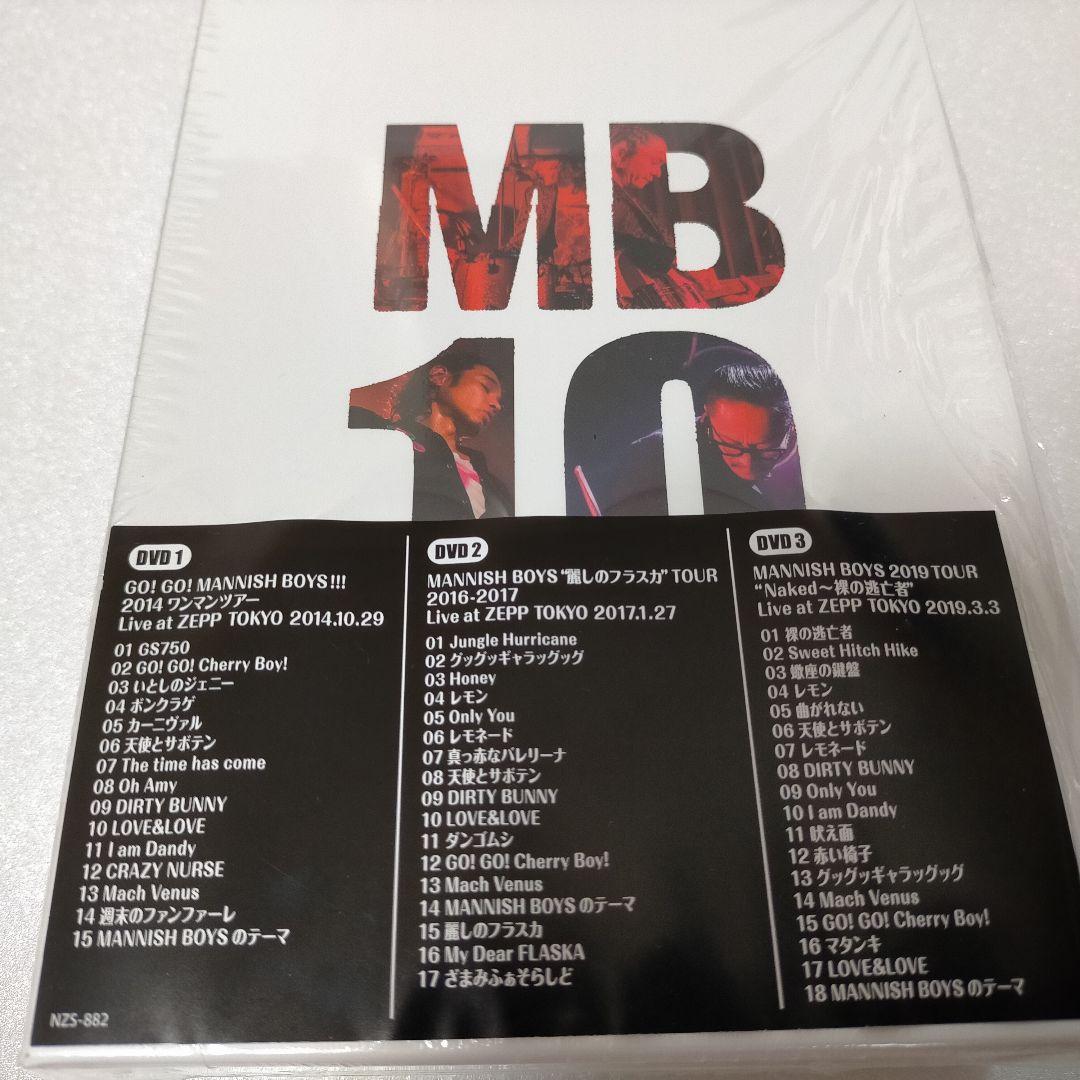 MB
10
DVD 1
GO! GO! MANNISH BOYS!!!
2014 ワンマンツアー
Live at ZEPP TOKYO 2014.10.29
01 GS750
02 GO! GO! Cherry Boy!
03 いとしのジェニー
04 ボンクラゲ
05 カーニヴァル
06 天使とサボテン
07 The time has come
08 Oh Amy
09 DIRTY BUNNY
10 LOVE&LOVE
11 I am Dandy
12 CRAZY NURSE
13 Mach Venus
14 週末のファンファーレ
15 MANNISH BOYSのテーマ
NZS-882
DVD 2
MANNISH BOYS “麗しのフラスカ” TOUR
2016-2017
Live at ZEPP TOKYO 2017.1.27
01 Jungle Hurricane
02 グッグッギャラッグッグ
03 Honey
04 レモン
05 Only You
06 レモネード
07 真っ赤なバレリーナ
08 天使とサボテン
09 DIRTY BUNNY
10 LOVE&LOVE
11 ダンゴムシ
12 GO! GO! Cherry Boy!
13 Mach Venus
14 MANNISH BOYSのテーマ
15 麗しのフラスカ
16 My Dear FLASKA
17 ざまみふぁそらしど
DVD 3
MANNISH BOYS 2019 TOUR
“Naked～裸の逃亡者”
Live at ZEPP TOKYO 2019.3.3
01 裸の逃亡者
02 Sweet Hitch Hike
03 蠍座の鍵盤
04 レモン
05 曲がれない
06 天使とサボテン
07 レモネード
08 DIRTY BUNNY
09 Only You
10 I am Dandy
11 吠え面
12 赤い椅子
13 グッグッギャラッグッグ
14 Mach Venus
15 GO! GO! Cherry Boy!
16 マタンキ
17 LOVE&LOVE
18 MANNISH BOYSのテーマ